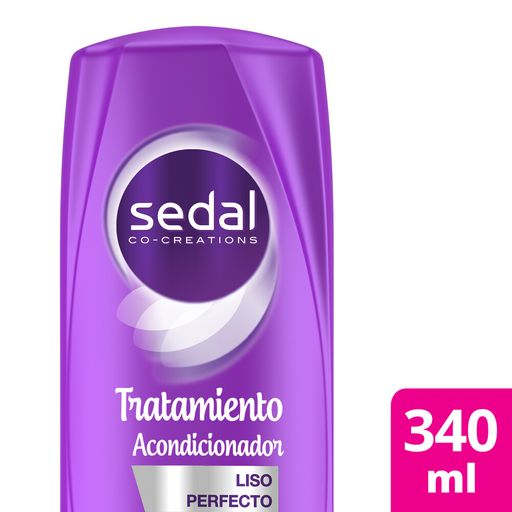 sedal
CO-CREATIONS
Tratamiento
Acondicionador
LISO
PERFECTO
340
ml